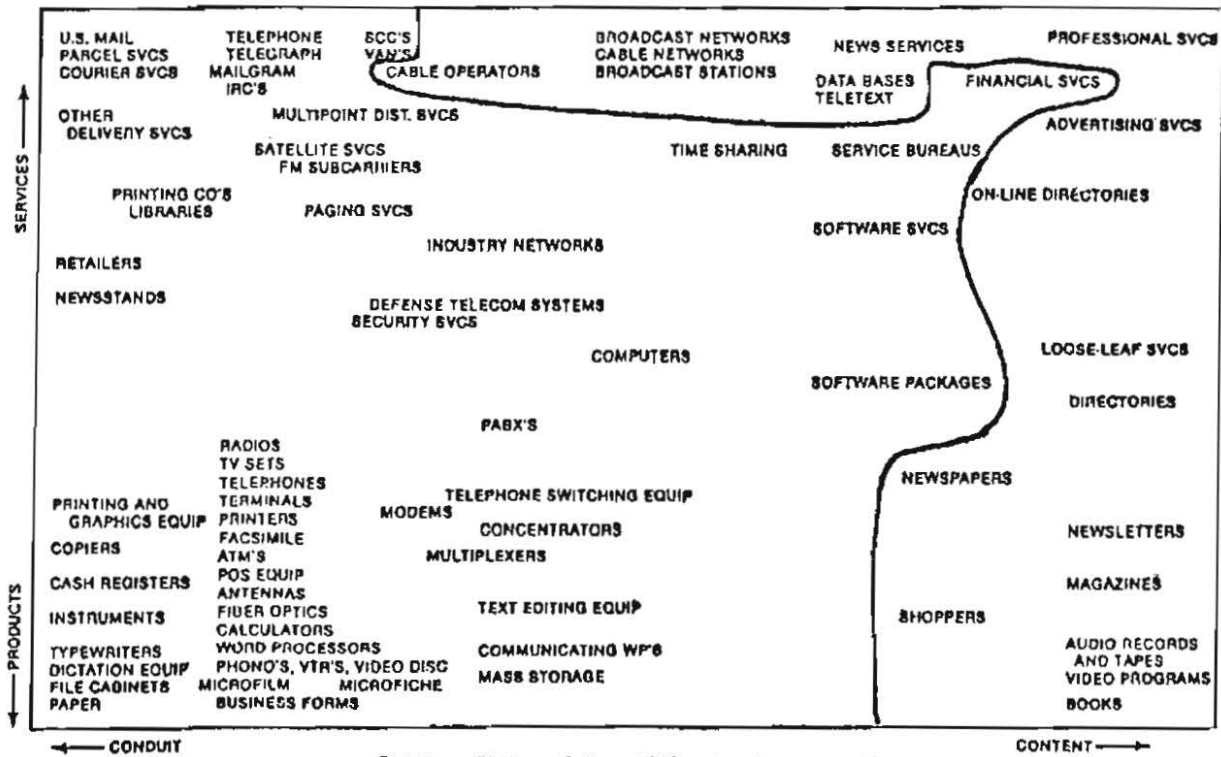 U.S. MAIL
PARCEL SVCS
COURIER SVCS
TELEPHONE
TELEGRAPH
MAILGRAM
IRC'S
SCC'S
VAN'S
CABLE OPERATORS
BROADCAST NETWORKS
CABLE NETWORKS
BROADCAST STATIONS
NEWS SERVICES
DATA BASES
TELETEXT
PROFESSIONAL SVCS
FINANCIAL SVCS
OTHER
DELIVERY SVCS
MULTIPOINT DIST. SVCS
ADVERTISING SVCS
SATELLITE SVCS
FM SUBCARRIERS
TIME SHARING
SERVICE BUREAUS
PRINTING CO'S
LIBRARIES
PAGING SVCS
ON-LINE DIRECTORIES
SOFTWARE SVCS
INDUSTRY NETWORKS
RETAILERS
NEWSSTANDS
DEFENSE TELECOM SYSTEMS
SECURITY SVCS
COMPUTERS
LOOSE-LEAF SVCS
SOFTWARE PACKAGES
DIRECTORIES
PABX'S
RADIOS
TV SETS
TELEPHONES
TERMINALS
PRINTERS
FACSIMILE
ATM'S
POS EQUIP
ANTENNAS
FIBER OPTICS
CALCULATORS
WORD PROCESSORS
PHONO'S, VTR'S, VIDEO DISC
MICROFILM
MICROFICHE
BUSINESS FORMS
PRINTING AND
GRAPHICS EQUIP
COPIERS
CASH REGISTERS
INSTRUMENTS
TYPEWRITERS
DICTATION EQUIP
FILE CABINETS
PAPER
TELEPHONE SWITCHING EQUIP
MODEMS
CONCENTRATORS
MULTIPLEXERS
TEXT EDITING EQUIP
COMMUNICATING WP'S
MASS STORAGE
NEWSPAPERS
NEWSLETTERS
MAGAZINES
SHOPPERS
AUDIO RECORDS
AND TAPES
VIDEO PROGRAMS
BOOKS
SERVICES
PRODUCTS
CONDUIT
CONTENT